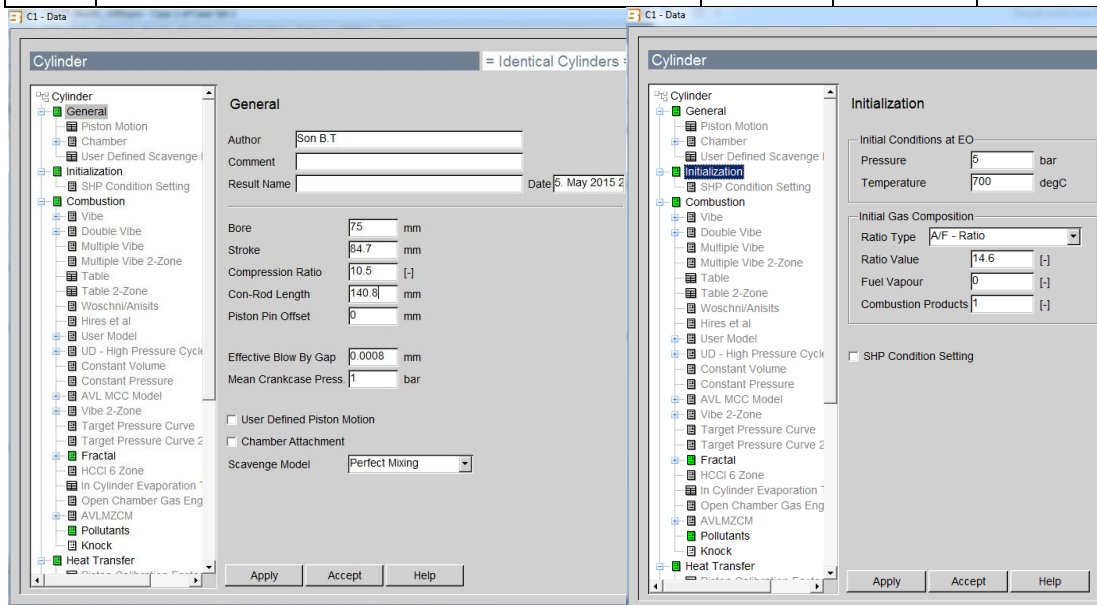 C1 - Data
Cylinder
= Identical Cylinders =
Cylinder
General
Piston Motion
Chamber
User Defined Scavenge
Initialization
SHP Condition Setting
Combustion
Vibe
Double Vibe
Multiple Vibe
Multiple Vibe 2-Zone
Table
Table 2-Zone
Woschni/Anisits
Hires et al
User Model
UD - High Pressure Cycle
Constant Volume
Constant Pressure
AVL MCC Model
Vibe 2-Zone
Target Pressure Curve
Target Pressure Curve 2
Fractal
HCCI 6 Zone
In Cylinder Evaporation
Open Chamber Gas Eng
AVLMZCM
Pollutants
Knock
Heat Transfer
General
Author Son B.T
Comment
Result Name Date 5. May 2015 2
Bore 75 mm
Stroke 84.7 mm
Compression Ratio 10.5 [-]
Con-Rod Length 140.8 mm
Piston Pin Offset 0 mm
Effective Blow By Gap 0.0008 mm
Mean Crankcase Press. 1 bar
User Defined Piston Motion
Chamber Attachment
Scavenge Model Perfect Mixing
Apply Accept Help
C1 - Data
Cylinder
Cylinder
General
Piston Motion
Chamber
User Defined Scavenge
Initialization
SHP Condition Setting
Combustion
Vibe
Double Vibe
Multiple Vibe
Multiple Vibe 2-Zone
Table
Table 2-Zone
Woschni/Anisits
Hires et al
User Model
UD - High Pressure Cycle
Constant Volume
Constant Pressure
AVL MCC Model
Vibe 2-Zone
Target Pressure Curve
Target Pressure Curve 2
Fractal
HCCI 6 Zone
In Cylinder Evaporation
Open Chamber Gas Eng
AVLMZCM
Pollutants
Knock
Heat Transfer
Initialization
Initial Conditions at EO
Pressure 5 bar
Temperature 700 degC
Initial Gas Composition
Ratio Type A/F - Ratio
Ratio Value 14.6 [-]
Fuel Vapour 0 [-]
Combustion Products 1 [-]
SHP Condition Setting
Apply Accept Help